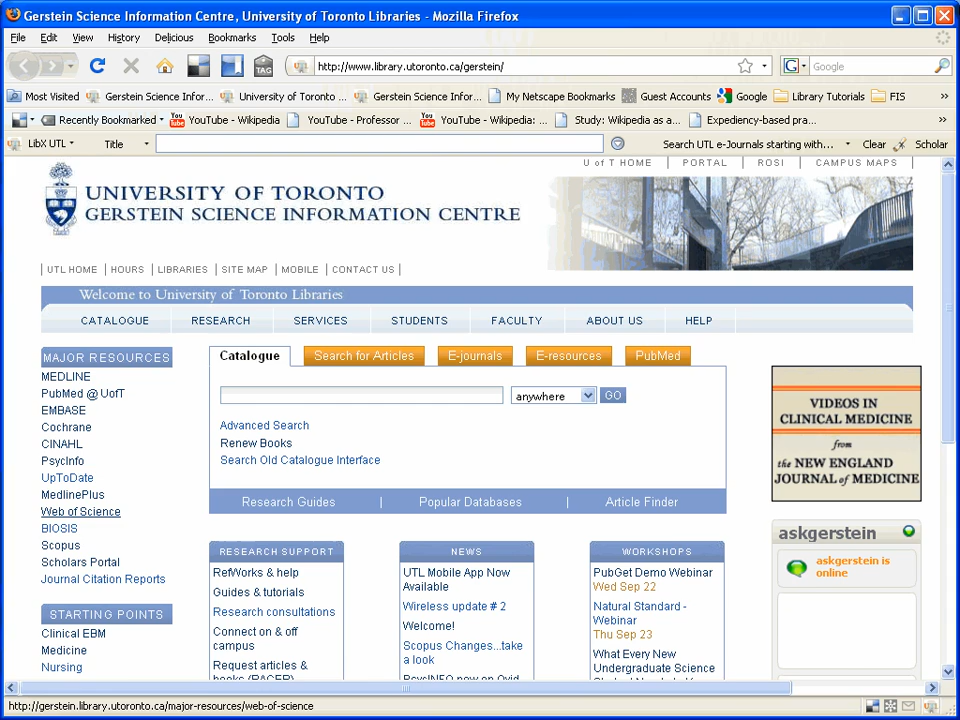 Gerstein Science Information Centre, University of Toronto Libraries - Mozilla Firefox
File Edit View History Delicious Bookmarks Tools Help
TAG
http://www.library.utoronto.ca/gerstein/
G Google
Most Visited Gerstein Science Infor... University of Toronto ... Gerstein Science Infor... My Netscape Bookmarks Guest Accounts Google Library Tutorials FIS »
Recently Bookmarked You Tube YouTube - Wikipedia YouTube - Professor ... You Tube YouTube - Wikipedia: ... Study: Wikipedia as a... Expediency-based pra... »
LibX UTL Title Search UTL e-Journals starting with... Clear Scholar
U of T HOME | PORTAL | ROSI | CAMPUS MAPS
UNIVERSITY OF TORONTO
GERSTEIN SCIENCE INFORMATION CENTRE
| UTL HOME | HOURS | LIBRARIES | SITE MAP | MOBILE | CONTACT US |
Welcome to University of Toronto Libraries
CATALOGUE RESEARCH SERVICES STUDENTS FACULTY ABOUT US HELP
MAJOR RESOURCES
MEDLINE
PubMed @ UofT
EMBASE
Cochrane
CINAHL
PsycInfo
UpToDate
MedlinePlus
Web of Science
BIOSIS
Scopus
Scholars Portal
Journal Citation Reports
STARTING POINTS
Clinical EBM
Medicine
Nursing
Catalogue Search for Articles E-journals E-resources PubMed
anywhere GO
Advanced Search
Renew Books
Search Old Catalogue Interface
Research Guides | Popular Databases | Article Finder
RESEARCH SUPPORT
RefWorks & help
Guides & tutorials
Research consultations
Connect on & off
campus
Request articles &
books (RACER)
NEWS
UTL Mobile App Now
Available
Wireless update # 2
Welcome!
Scopus Changes...take
a look
PsycINFO now on Ovid
WORKSHOPS
PubGet Demo Webinar
Wed Sep 22
Natural Standard -
Webinar
Thu Sep 23
What Every New
Undergraduate Science
VIDEOS IN
CLINICAL MEDICINE
from
the NEW ENGLAND
JOURNAL of MEDICINE
askgerstein
askgerstein is
online
http://gerstein.library.utoronto.ca/major-resources/web-of-science